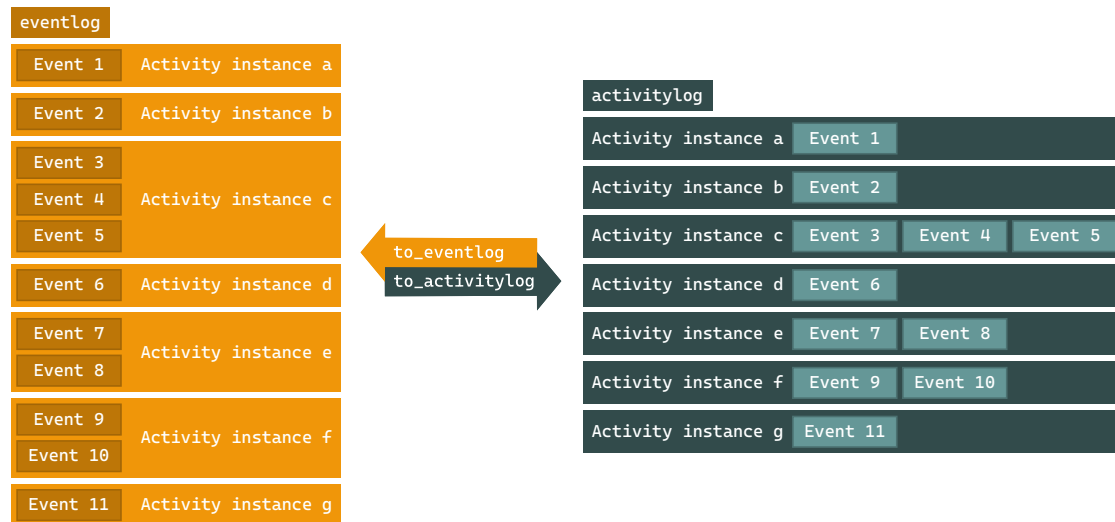 eventlog
Event 1 Activity instance a
Event 2 Activity instance b
Event 3
Event 4 Activity instance c
Event 5
Event 6 Activity instance d
Event 7
Activity instance e
Event 8
Event 9
Activity instance f
Event 10
Event 11 Activity instance g
to_eventlog
to_activitylog
activitylog
Activity instance a Event 1
Activity instance b Event 2
Activity instance c Event 3 Event 4 Event 5
Activity instance d Event 6
Activity instance e Event 7 Event 8
Activity instance f Event 9 Event 10
Activity instance g Event 11